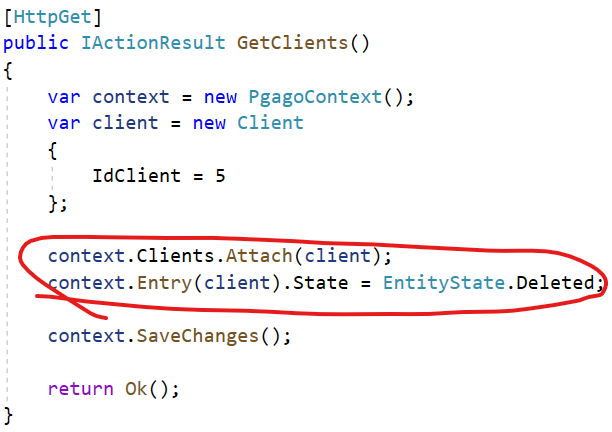 [HttpGet]
public IActionResult GetClients()
{
var context = new PgagoContext();
var client = new Client
{
IdClient = 5
};
context.Clients.Attach(client);
context.Entry(client).State = EntityState.Deleted;
context.SaveChanges();
return Ok();
}